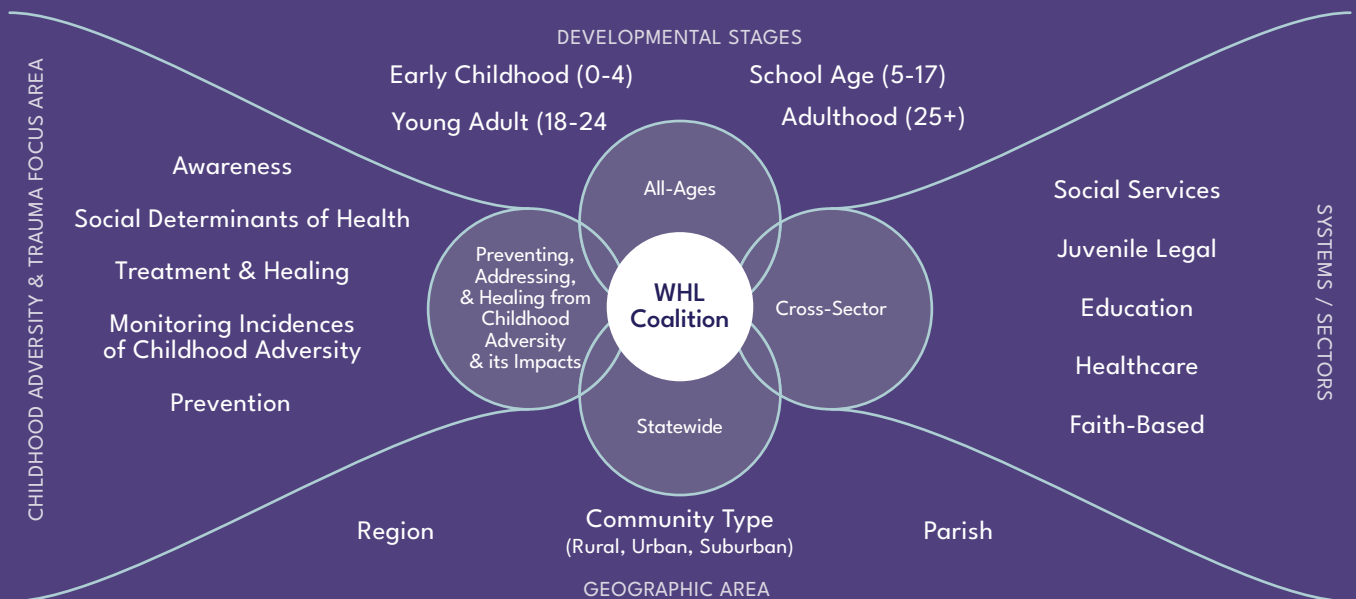 DEVELOPMENTAL STAGES
Early Childhood (0-4)
School Age (5-17)
Young Adult (18-24
Adulthood (25+)
CHILDHOOD ADVERSITY & TRAUMA FOCUS AREA
Awareness
Social Determinants of Health
Treatment & Healing
Monitoring Incidences
of Childhood Adversity
Prevention
All-Ages
Preventing,
Addressing,
& Healing from
Childhood
Adversity
& its Impacts
WHL
Coalition
Cross-Sector
Statewide
Social Services
Juvenile Legal
Education
Healthcare
Faith-Based
SYSTEMS / SECTORS
Region
Community Type
(Rural, Urban, Suburban)
Parish
GEOGRAPHIC AREA